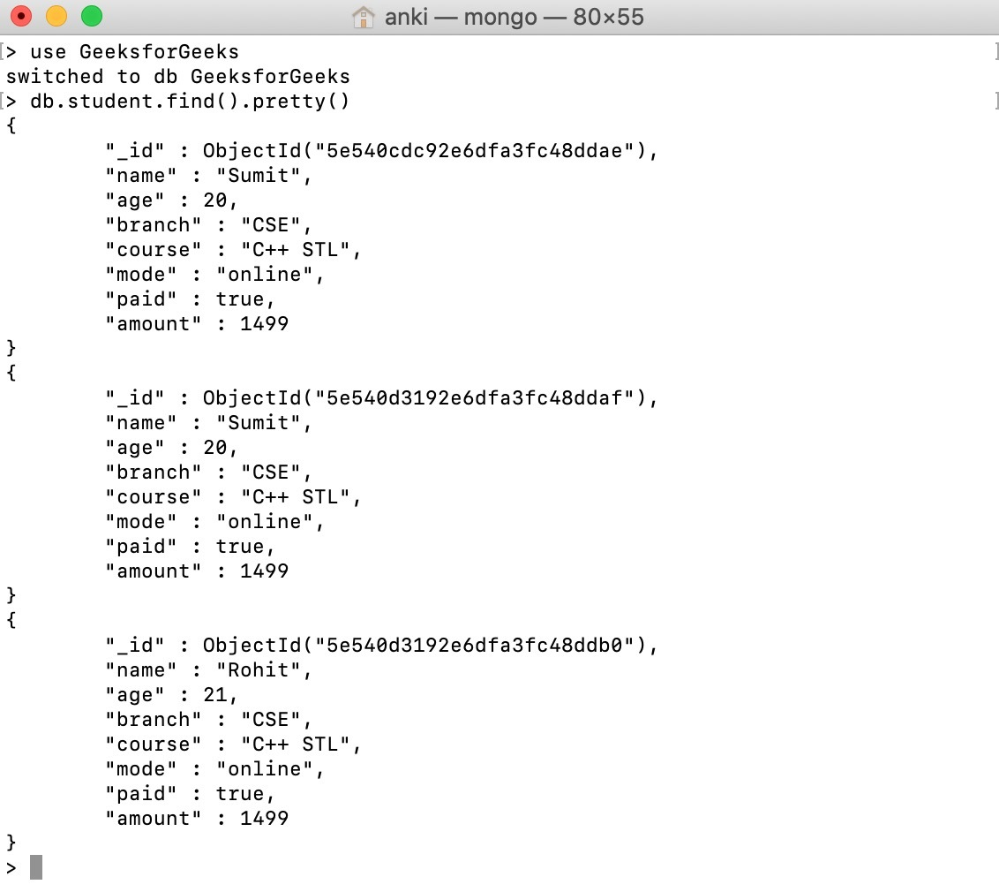 anki — mongo — 80×55
[> use GeeksforGeeks ]
switched to db GeeksforGeeks
[> db.student.find().pretty() ]
{
        "_id" : ObjectId("5e540cdc92e6dfa3fc48ddae"),
        "name" : "Sumit",
        "age" : 20,
        "branch" : "CSE",
        "course" : "C++ STL",
        "mode" : "online",
        "paid" : true,
        "amount" : 1499
}
{
        "_id" : ObjectId("5e540d3192e6dfa3fc48ddaf"),
        "name" : "Sumit",
        "age" : 20,
        "branch" : "CSE",
        "course" : "C++ STL",
        "mode" : "online",
        "paid" : true,
        "amount" : 1499
}
{
        "_id" : ObjectId("5e540d3192e6dfa3fc48ddb0"),
        "name" : "Rohit",
        "age" : 21,
        "branch" : "CSE",
        "course" : "C++ STL",
        "mode" : "online",
        "paid" : true,
        "amount" : 1499
}
>